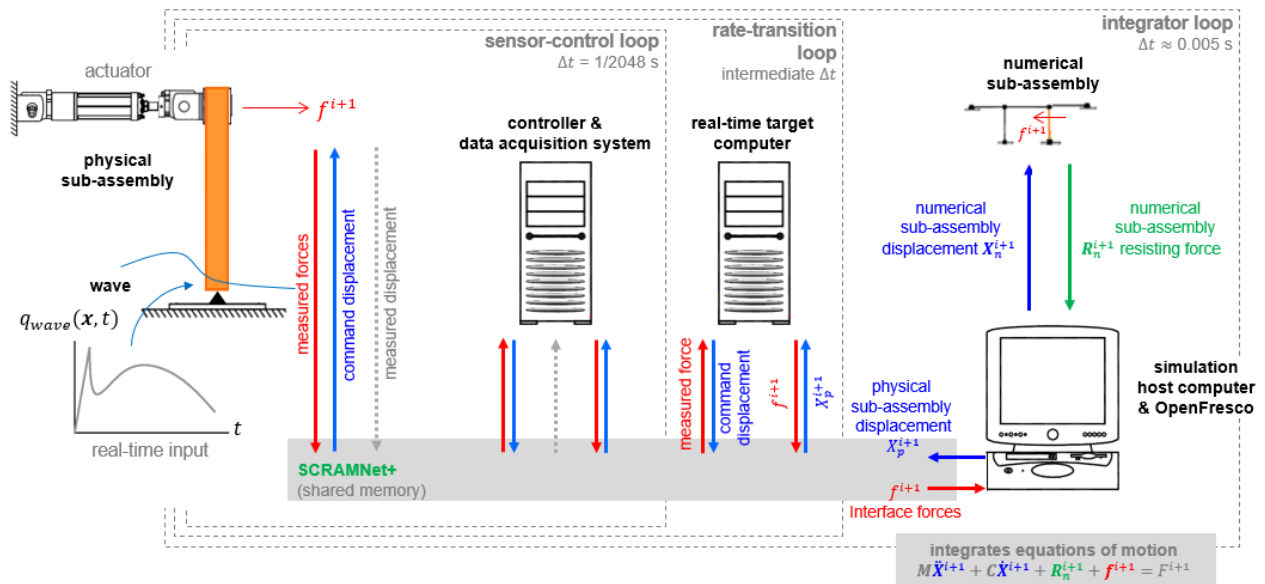 integrator loop
Δt ≈ 0.005 s
rate-transition
loop
intermediate Δt
sensor-control loop
Δt = 1/2048 s
actuator
f^{i+1}
physical
sub-assembly
wave
q_{wave}(x, t)
t
real-time input
measured forces
command displacement
measured displacement
controller &
data acquisition system
real-time target
computer
measured force
command
displacement
f^{i+1}
X_p^{i+1}
numerical
sub-assembly
f^{i+1}
numerical
sub-assembly
displacement X_n^{i+1}
numerical
sub-assembly
R_n^{i+1} resisting force
simulation
host computer
& OpenFresco
physical
sub-assembly
displacement
X_p^{i+1}
f^{i+1}
Interface forces
SCRAMNet+
(shared memory)
integrates equations of motion
MẌ^{i+1} + CẊ^{i+1} + R_n^{i+1} + f^{i+1} = F^{i+1}